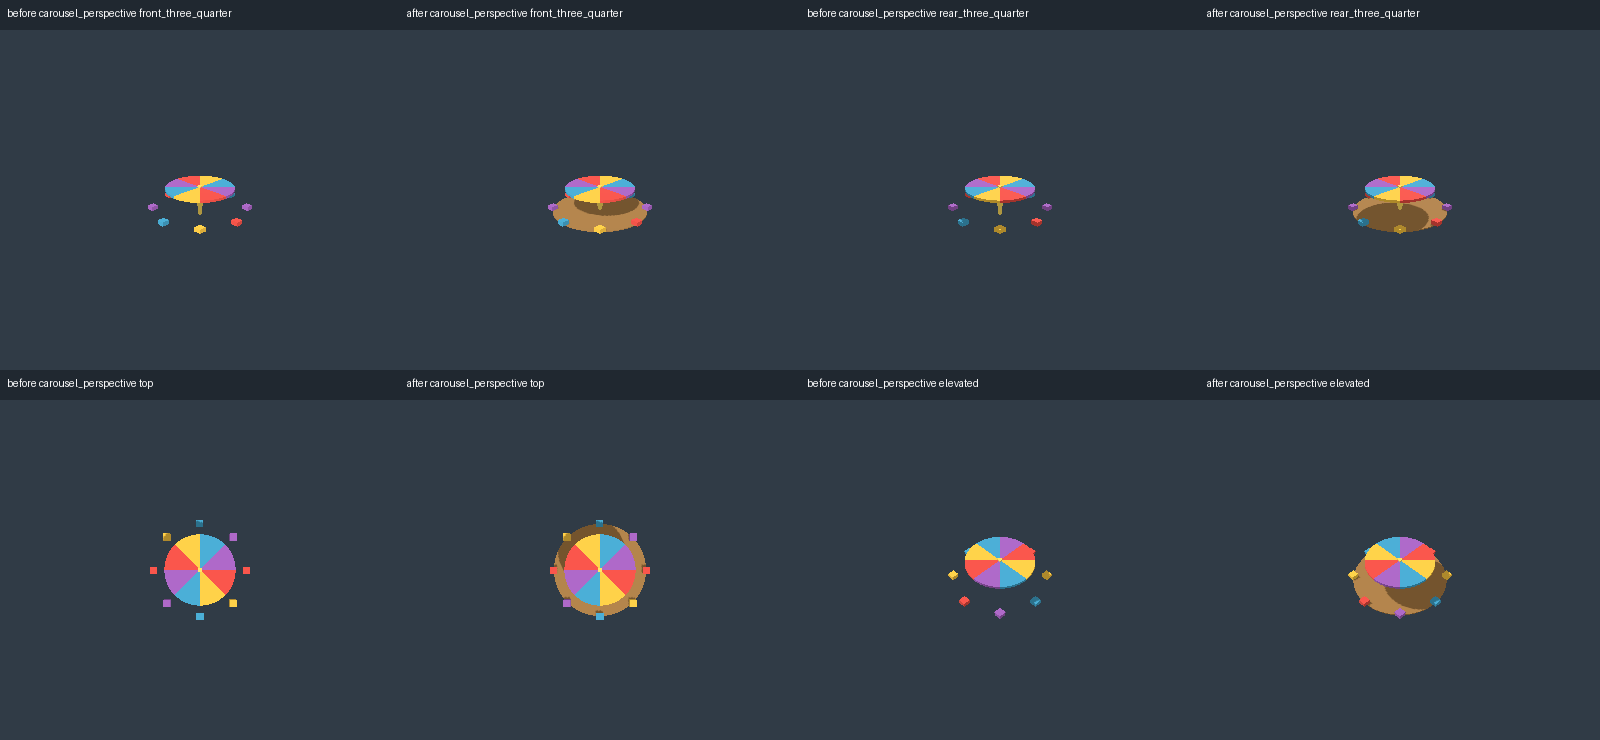 before carousel_perspective front_three_quarter
after carousel_perspective front_three_quarter
before carousel_perspective rear_three_quarter
after carousel_perspective rear_three_quarter
before carousel_perspective top
after carousel_perspective top
before carousel_perspective elevated
after carousel_perspective elevated